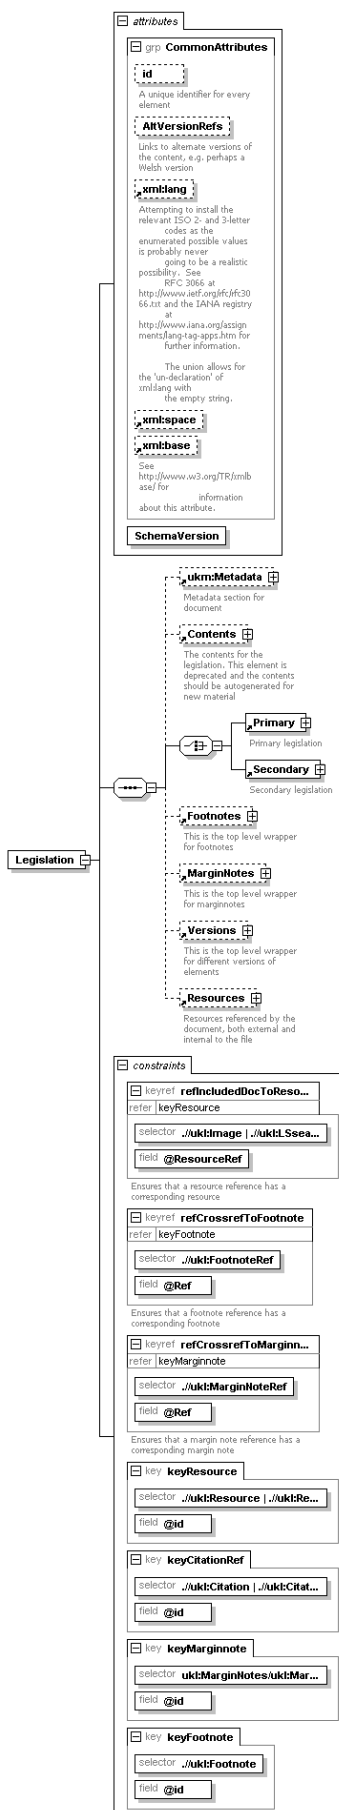 attributes
grp CommonAttributes
id
A unique identifier for every
element
AltVersionRefs
Links to alternate versions of
the content, e.g. perhaps a
Welsh version
xml:lang
Attempting to install the
relevant ISO 2- and 3-letter
codes as the
enumerated possible values
is probably never
going to be a realistic
possibility. See
RFC 3066 at
http://www.ietf.org/rfc/rfc30
66.txt and the IANA registry
at
http://www.iana.org/assign
ments/lang-tag-apps.htm for
further information.
The union allows for
the 'un-declaration' of
xml:lang with
the empty string.
xml:space
xml:base
See
http://www.w3.org/TR/xmlb
ase/ for
information
about this attribute.
SchemaVersion
ukm:Metadata
Metadata section for
document
Contents
The contents for the
legislation. This element is
deprecated and the contents
should be autogenerated for
new material
Primary
Primary legislation
Secondary
Secondary legislation
Footnotes
This is the top level wrapper
for footnotes
Legislation
MarginNotes
This is the top level wrapper
for marginnotes
Versions
This is the top level wrapper
for different versions of
elements
Resources
Resources referenced by the
document, both external and
internal to the file
constraints
keyref refIncludedDocToReso...
refer keyResource
selector .//ukl:Image | .//ukl:LSsea...
field @ResourceRef
Ensures that a resource reference has a
corresponding resource
keyref refCrossrefToFootnote
refer keyFootnote
selector .//ukl:FootnoteRef
field @Ref
Ensures that a footnote reference has a
corresponding footnote
keyref refCrossrefToMarginn...
refer keyMarginnote
selector .//ukl:MarginNoteRef
field @Ref
Ensures that a margin note reference has a
corresponding margin note
key keyResource
selector .//ukl:Resource | .//ukl:Re...
field @id
key keyCitationRef
selector .//ukl:Citation | .//ukl:Citat...
field @id
key keyMarginnote
selector ukl:MarginNotes/ukl:Mar...
field @id
key keyFootnote
selector .//ukl:Footnote
field @id